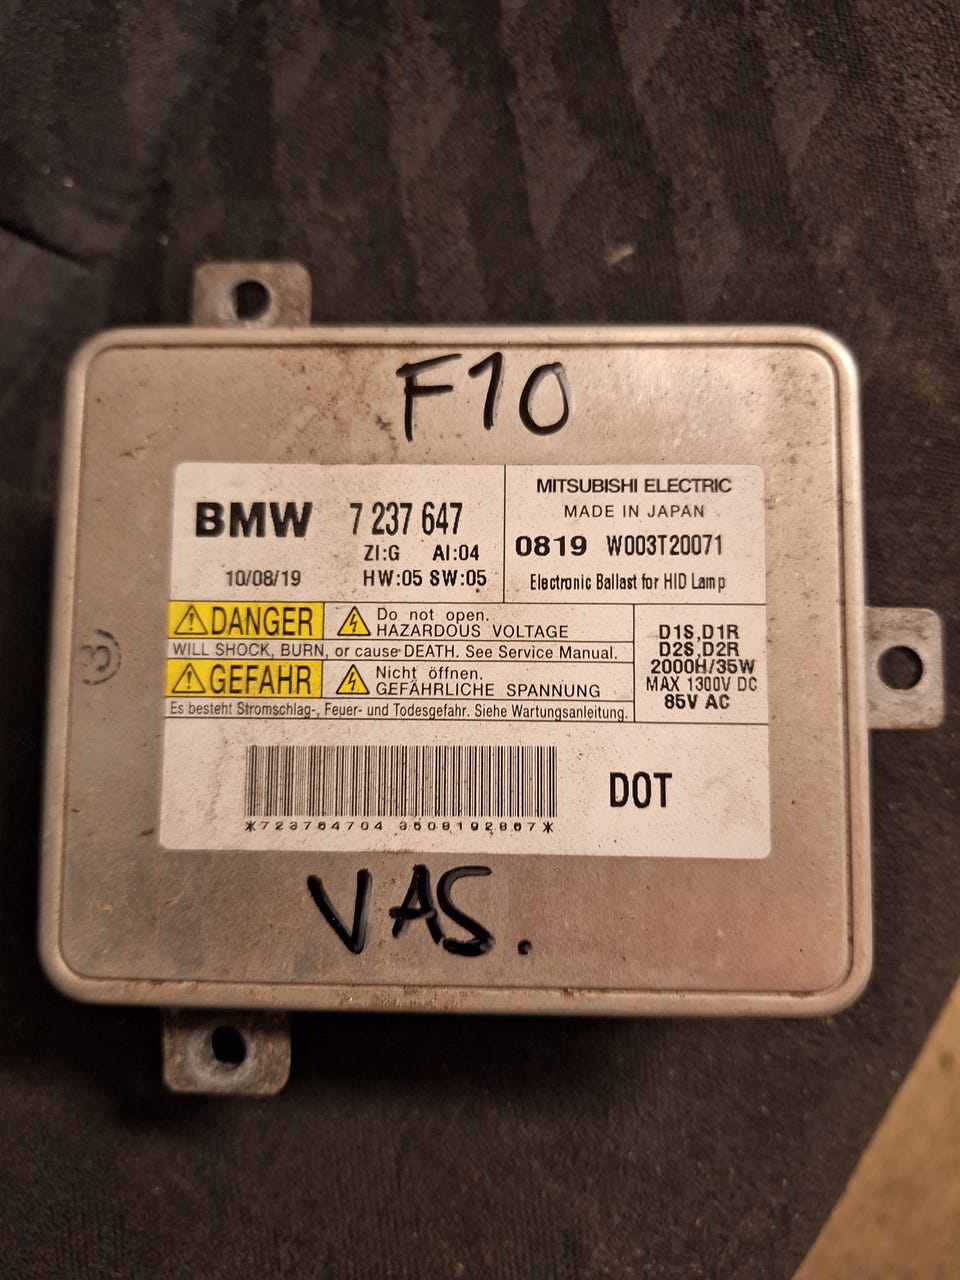 F10
BMW 7 237 647
ZI:G AI:04
10/08/19 HW:05 SW:05
MITSUBISHI ELECTRIC
MADE IN JAPAN
0819 W003T20071
Electronic Ballast for HID Lamp
DANGER Do not open.
HAZARDOUS VOLTAGE
WILL SHOCK, BURN, or cause DEATH. See Service Manual.
GEFAHR Nicht öffnen.
GEFÄHRLICHE SPANNUNG
Es besteht Stromschlag-, Feuer- und Todesgefahr. Siehe Wartungsanleitung.
D1S,D1R
D2S,D2R
2000H/35W
MAX 1300V DC
85V AC
*723764704 3508192867*
DOT
3
VAS.